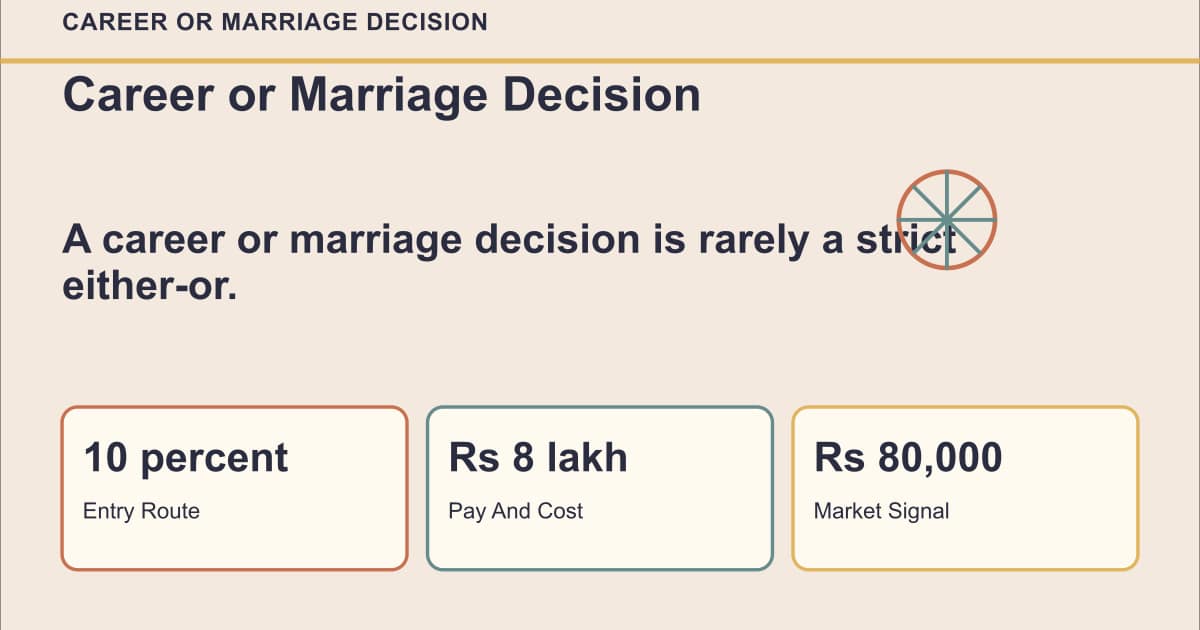 CAREER OR MARRIAGE DECISION
Career or Marriage Decision
A career or marriage decision is rarely a strict
either-or.
10 percent
Entry Route
Rs 8 lakh
Pay And Cost
Rs 80,000
Market Signal